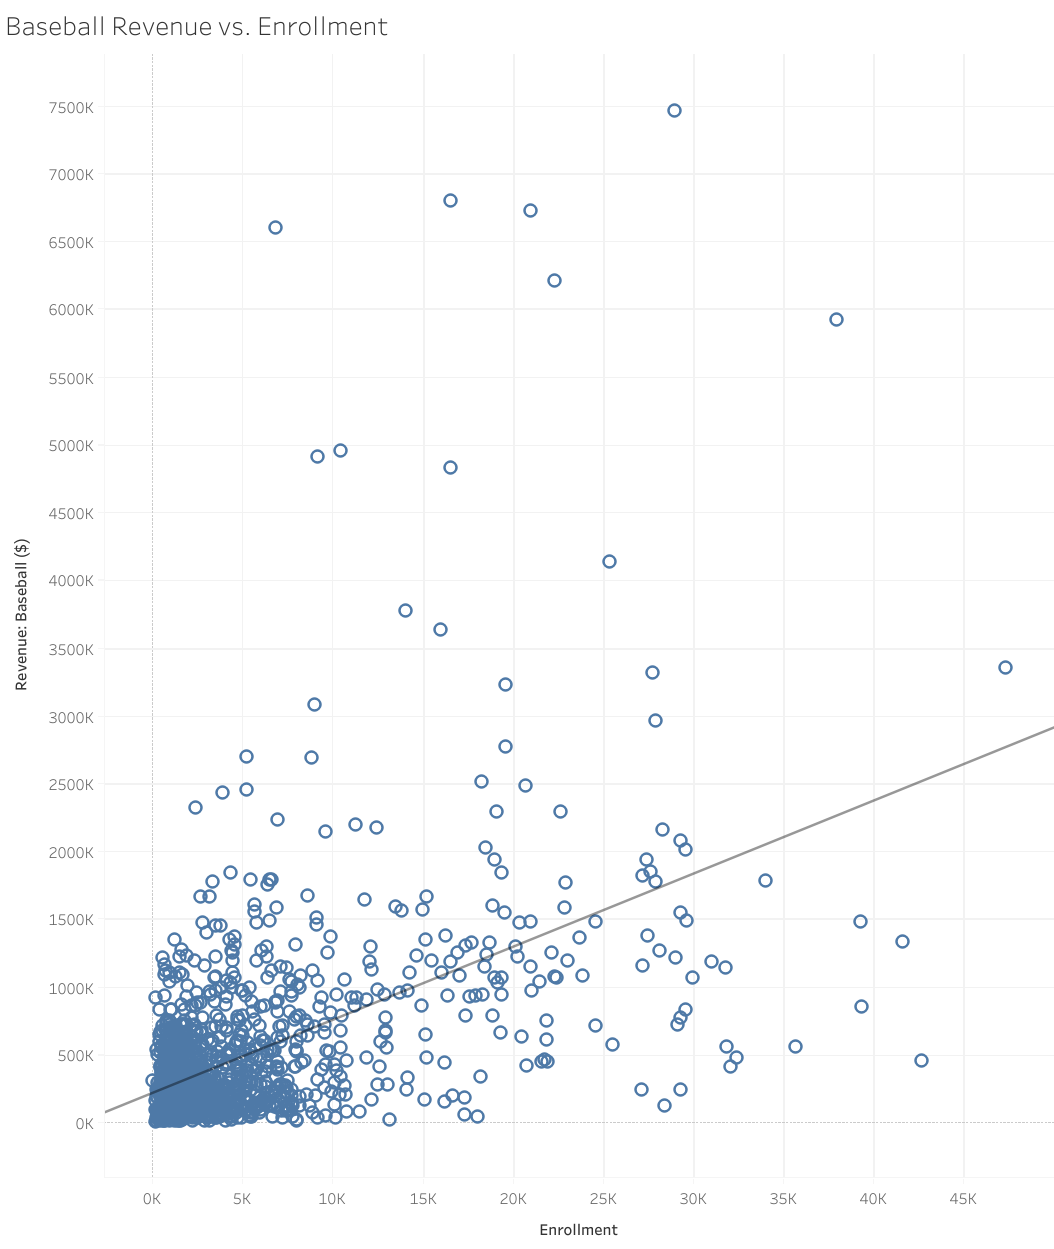 Baseball Revenue vs. Enrollment
7500K
7000K
6500K
6000K
5500K
5000K
4500K
4000K
3500K
3000K
2500K
2000K
1500K
1000K
500K
0K
Revenue: Baseball ($)
0K 5K 10K 15K 20K 25K 30K 35K 40K 45K
Enrollment